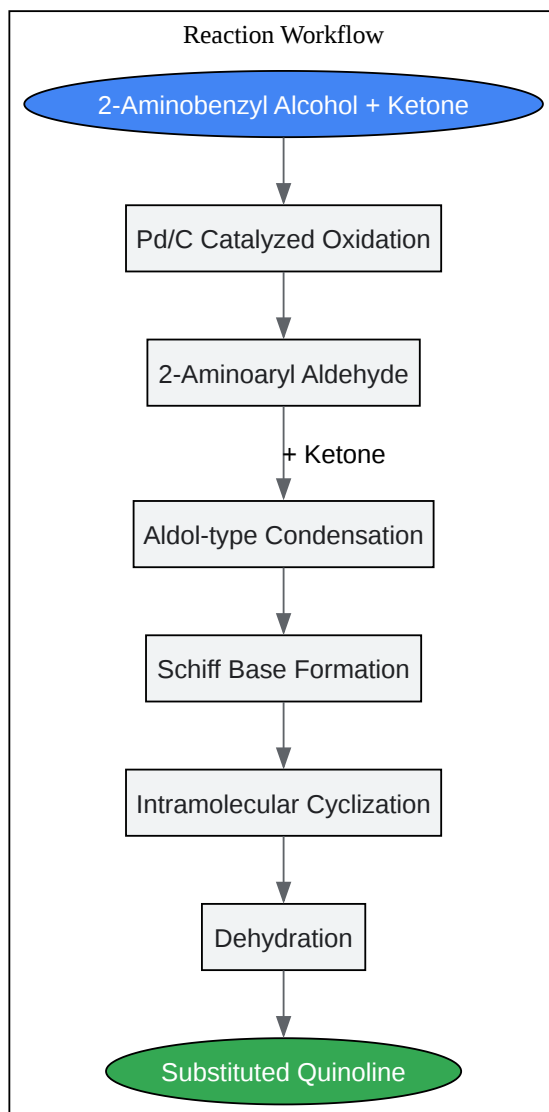 Reaction Workflow
2-Aminobenzyl Alcohol + Ketone
Pd/C Catalyzed Oxidation
2-Aminoaryl Aldehyde
+ Ketone
Aldol-type Condensation
Schiff Base Formation
Intramolecular Cyclization
Dehydration
Substituted Quinoline